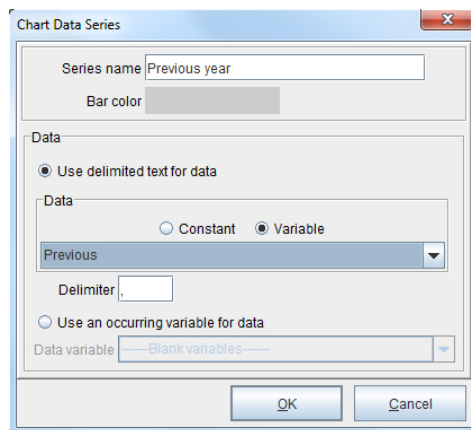 Chart Data Series
Series name Previous year
Bar color
Data
Use delimited text for data
Data
Constant Variable
Previous
Delimiter ,
Use an occurring variable for data
Data variable ------Blank variables------
OK Cancel